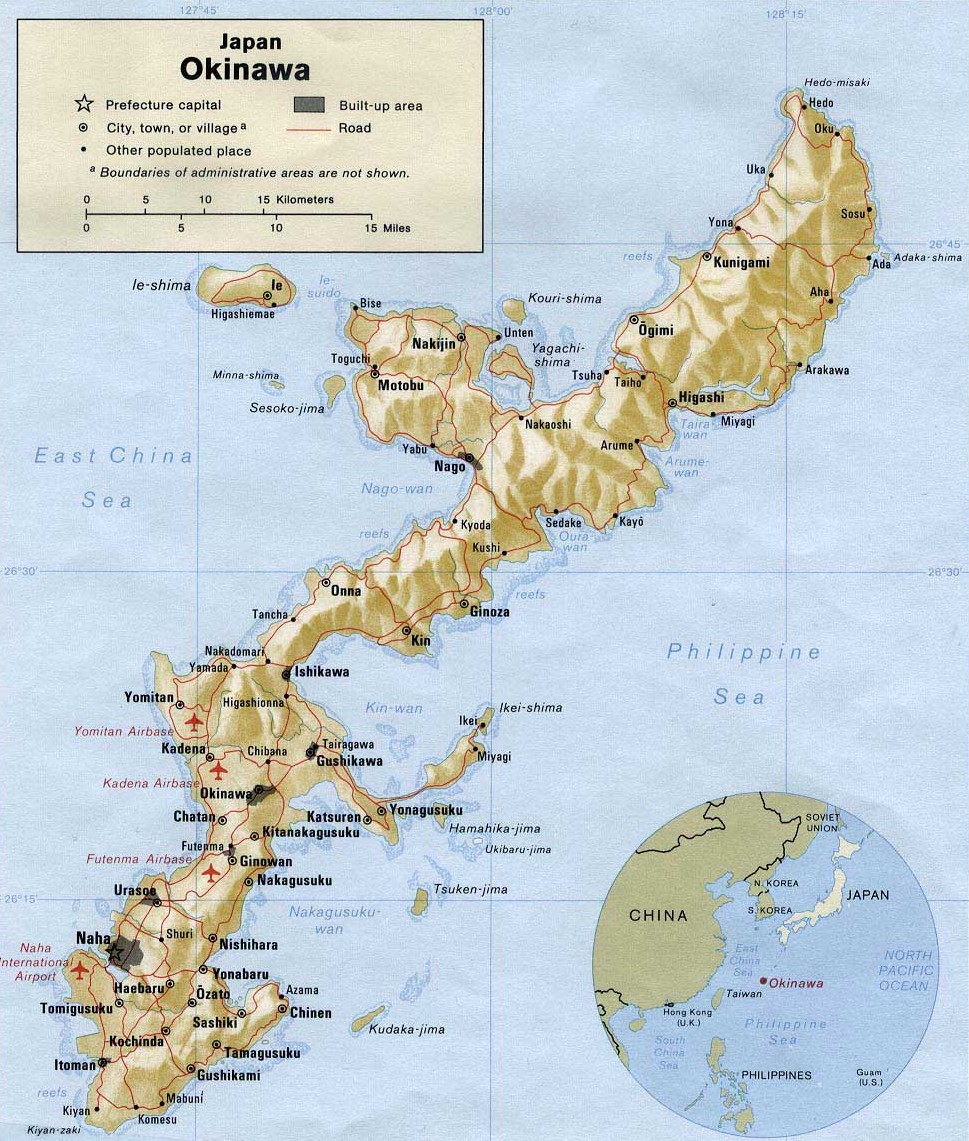 127°45'
128°00'
128°15'
Japan
Okinawa
Prefecture capital
Built-up area
City, town, or village a
Road
Other populated place
a Boundaries of administrative areas are not shown.
0 5 10 15 Kilometers
0 5 10 15 Miles
Hedo-misaki
Hedo
Oku
Uka
Sosu
Yona
26°45'
reefs
Kunigami
Ada
Adaka-shima
Ie-shima
Ie
Higashiemae
Ie-
suido
Bise
Kouri-shima
Aha
Ōgimi
Nakijin
Unten
Yagachi-
shima
Toguchi
Minna-shima
Motobu
Tsuha
Taiho
Arakawa
Sesoko-jima
Higashi
Miyagi
Nakaoshi
Taira
wan
Yabu
Arume
Arume-
wan
East China
Sea
Nago
Nago-wan
Kyoda
Sedake
Kayō
Oura-
wan
reefs
Kushi
26°30'
26°30'
Onna
reefs
Tancha
Ginoza
Kin
Nakadomari
Yamada
Ishikawa
Philippine
Sea
Yomitan
Higashionna
Kin-wan
Ikei-shima
Ikei
Yomitan Airbase
Kadena
Chibana
Tairagawa
Gushikawa
Miyagi
Kadena Airbase
Okinawa
Chatan
Katsuren
Yonagusuku
Kitanakagusuku
Hamahika-jima
Futenma
Ukibaru-jima
Futenma Airbase
Ginowan
Nakagusuku
Urasoe
Tsuken-jima
26°15'
Nakagusuku-
wan
Naha
Shuri
Nishihara
Naha
International
Airport
Yonabaru
Haebaru
Ōzato
Azama
Tomigusuku
Sashiki
Chinen
Kudaka-jima
Kochinda
Tamagusuku
Itoman
Gushikami
reefs
Mabuni
Kiyan
Komesu
Kiyan-zaki
SOVIET
UNION
N. KOREA
S. KOREA
JAPAN
CHINA
East
China
Sea
NORTH
PACIFIC
OCEAN
Okinawa
Taiwan
Hong Kong
(U.K.)
Philippine
Sea
South
China
Sea
PHILIPPINES
Guam
(U.S.)